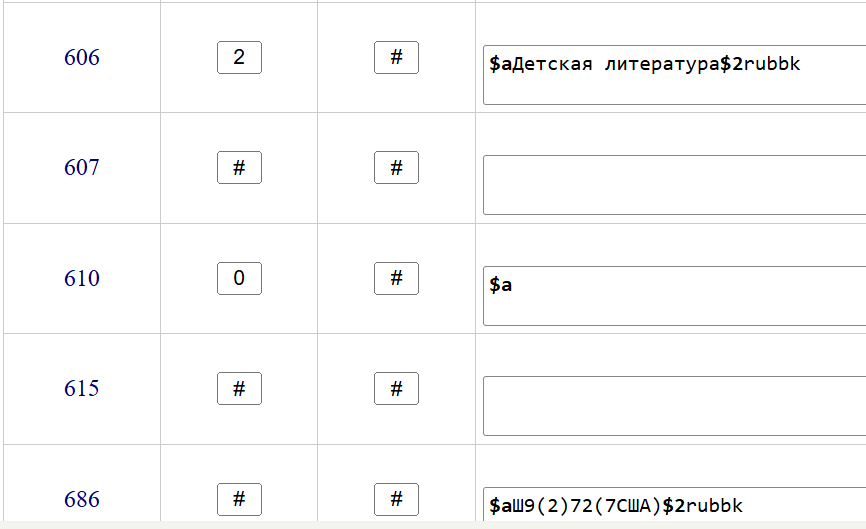 606 2 # $aДетская литература$2rubbk
607 # #
610 0 # $a
615 # #
686 # # $aШ9(2)72(7США)$2rubbk